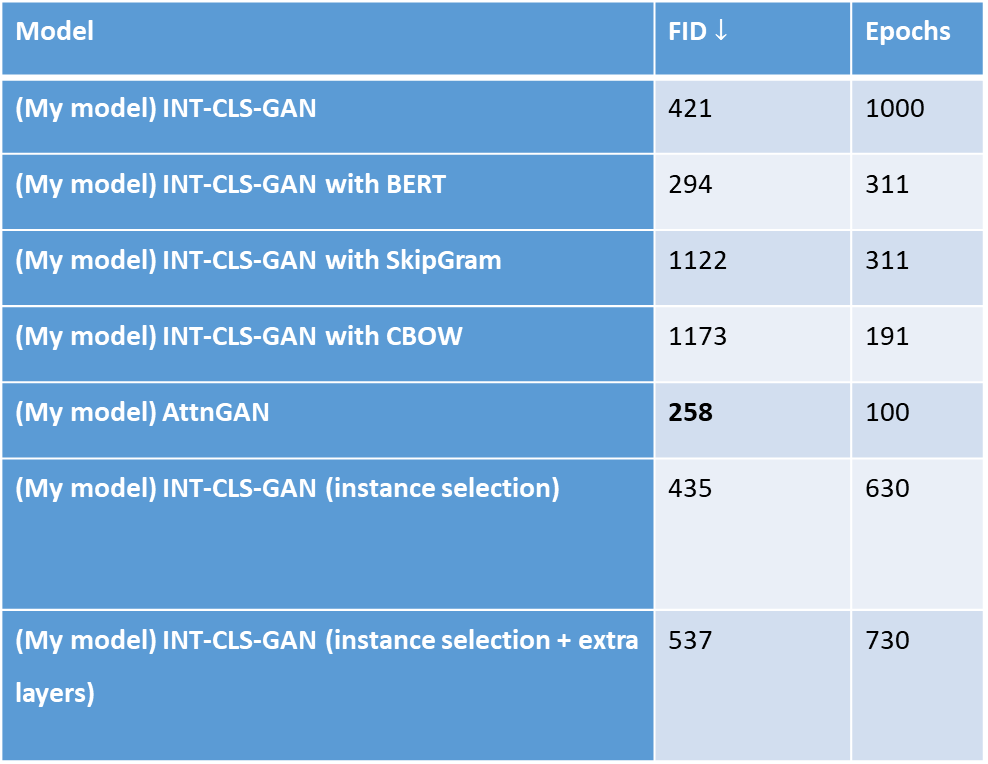 Model FID ↓ Epochs
(My model) INT-CLS-GAN 421 1000
(My model) INT-CLS-GAN with BERT 294 311
(My model) INT-CLS-GAN with SkipGram 1122 311
(My model) INT-CLS-GAN with CBOW 1173 191
(My model) AttnGAN 258 100
(My model) INT-CLS-GAN (instance selection) 435 630
(My model) INT-CLS-GAN (instance selection + extra 537 730
layers)